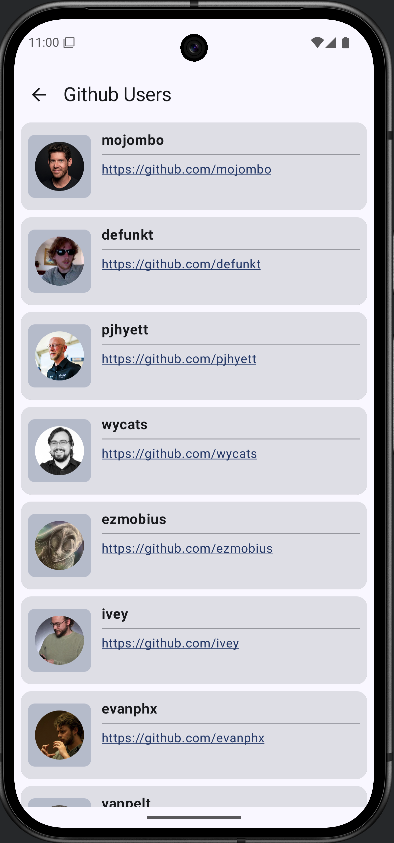 11:00
Github Users
mojombo
https://github.com/mojombo
defunkt
https://github.com/defunkt
pjhyett
https://github.com/pjhyett
wycats
https://github.com/wycats
ezmobius
https://github.com/ezmobius
ivey
https://github.com/ivey
evanphx
https://github.com/evanphx
vanpelt